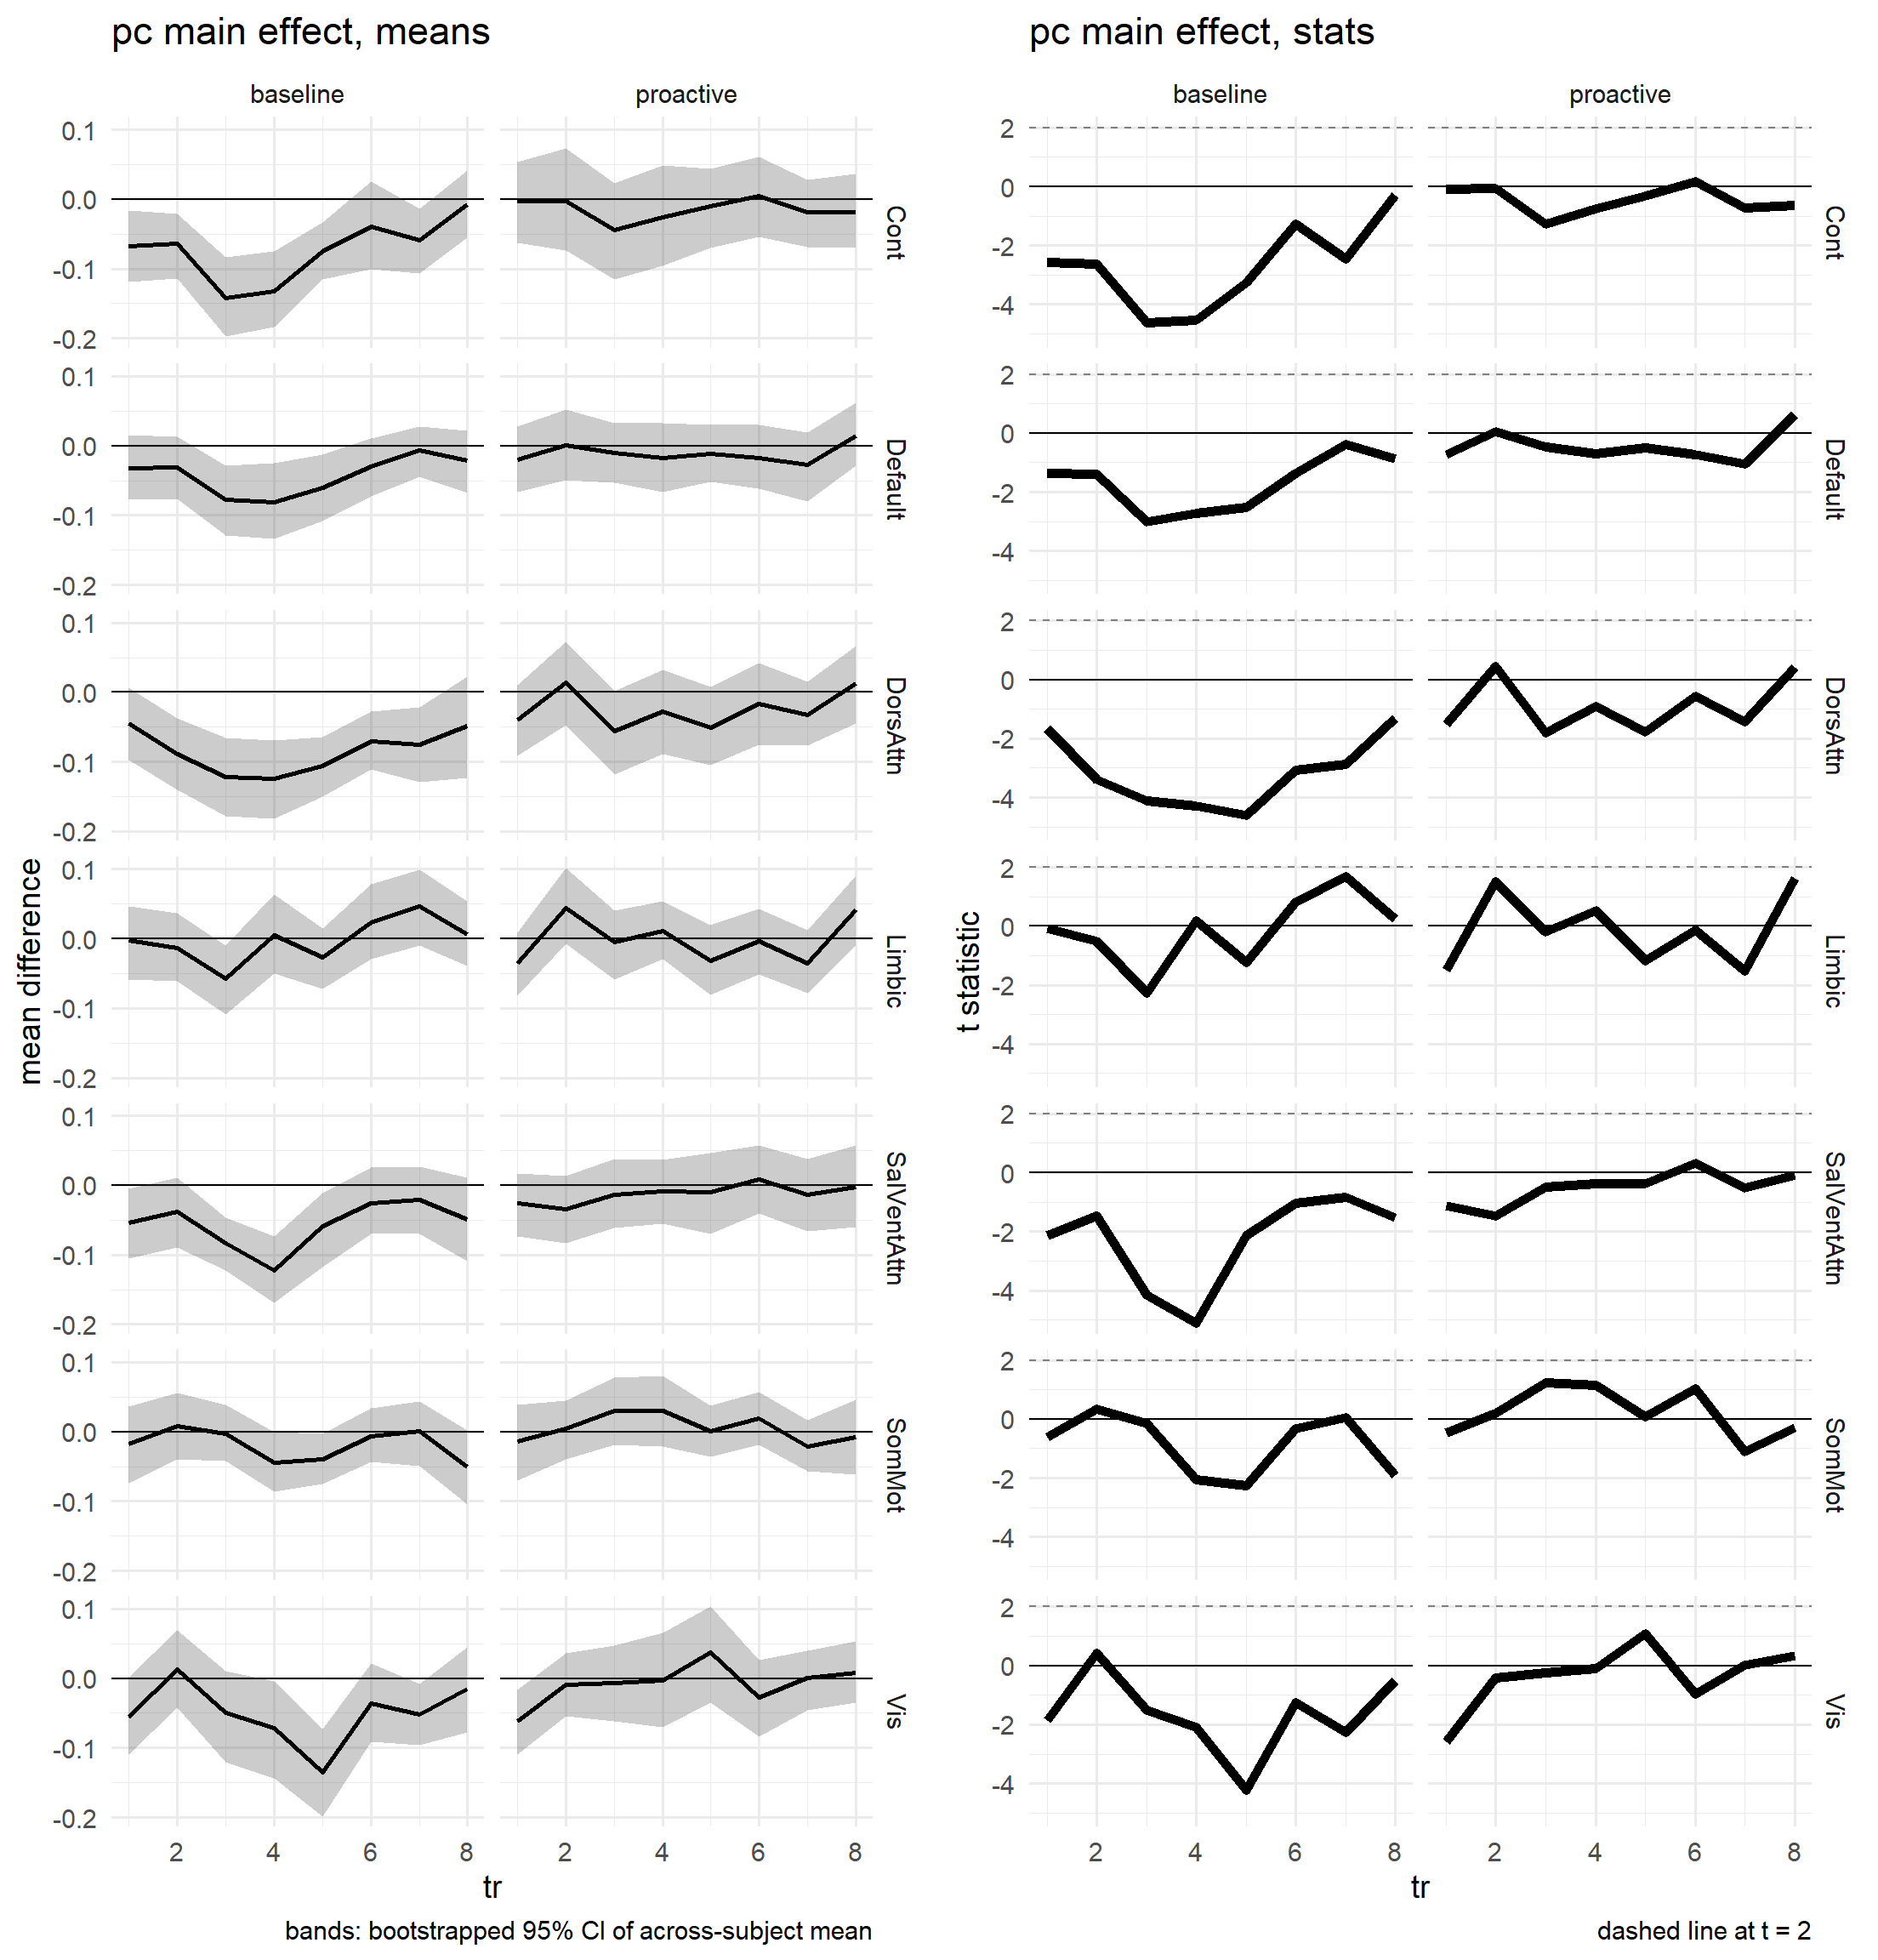 pc main effect, means
baseline proactive
0.1
0.0
-0.1
-0.2
Cont
0.1
0.0
-0.1
-0.2
Default
0.1
0.0
-0.1
-0.2
DorsAttn
0.1
0.0
-0.1
-0.2
Limbic
0.1
0.0
-0.1
-0.2
SalVentAttn
0.1
0.0
-0.1
-0.2
SomMot
0.1
0.0
-0.1
-0.2
Vis
mean difference
2 4 6 8 2 4 6 8
tr
bands: bootstrapped 95% CI of across-subject mean
pc main effect, stats
baseline proactive
2
0
-2
-4
Cont
2
0
-2
-4
Default
2
0
-2
-4
DorsAttn
2
0
-2
-4
Limbic
2
0
-2
-4
SalVentAttn
2
0
-2
-4
SomMot
2
0
-2
-4
Vis
t statistic
2 4 6 8 2 4 6 8
tr
dashed line at t = 2